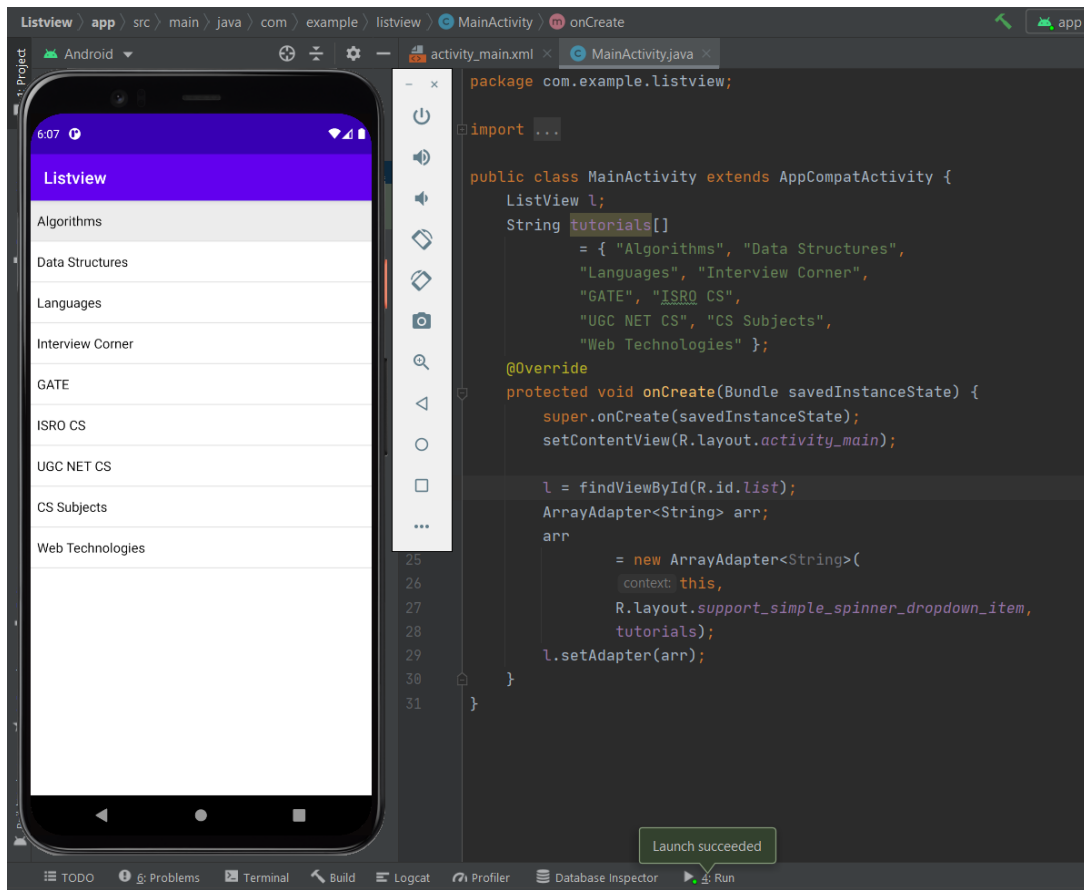 Listview app src main java com example listview MainActivity onCreate app
Android activity_main.xml MainActivity.java
1: Project
6:07
Listview
Algorithms
Data Structures
Languages
Interview Corner
GATE
ISRO CS
UGC NET CS
CS Subjects
Web Technologies
package com.example.listview;
import ...
public class MainActivity extends AppCompatActivity {
ListView l;
String tutorials[]
= { "Algorithms", "Data Structures",
"Languages", "Interview Corner",
"GATE", "ISRO CS",
"UGC NET CS", "CS Subjects",
"Web Technologies" };
@Override
protected void onCreate(Bundle savedInstanceState) {
super.onCreate(savedInstanceState);
setContentView(R.layout.activity_main);
l = findViewById(R.id.list);
ArrayAdapter<String> arr;
arr
25 = new ArrayAdapter<String>(
26 context: this,
27 R.layout.support_simple_spinner_dropdown_item,
28 tutorials);
29 l.setAdapter(arr);
30 }
31 }
Launch succeeded
TODO 6: Problems Terminal Build Logcat Profiler Database Inspector 4: Run